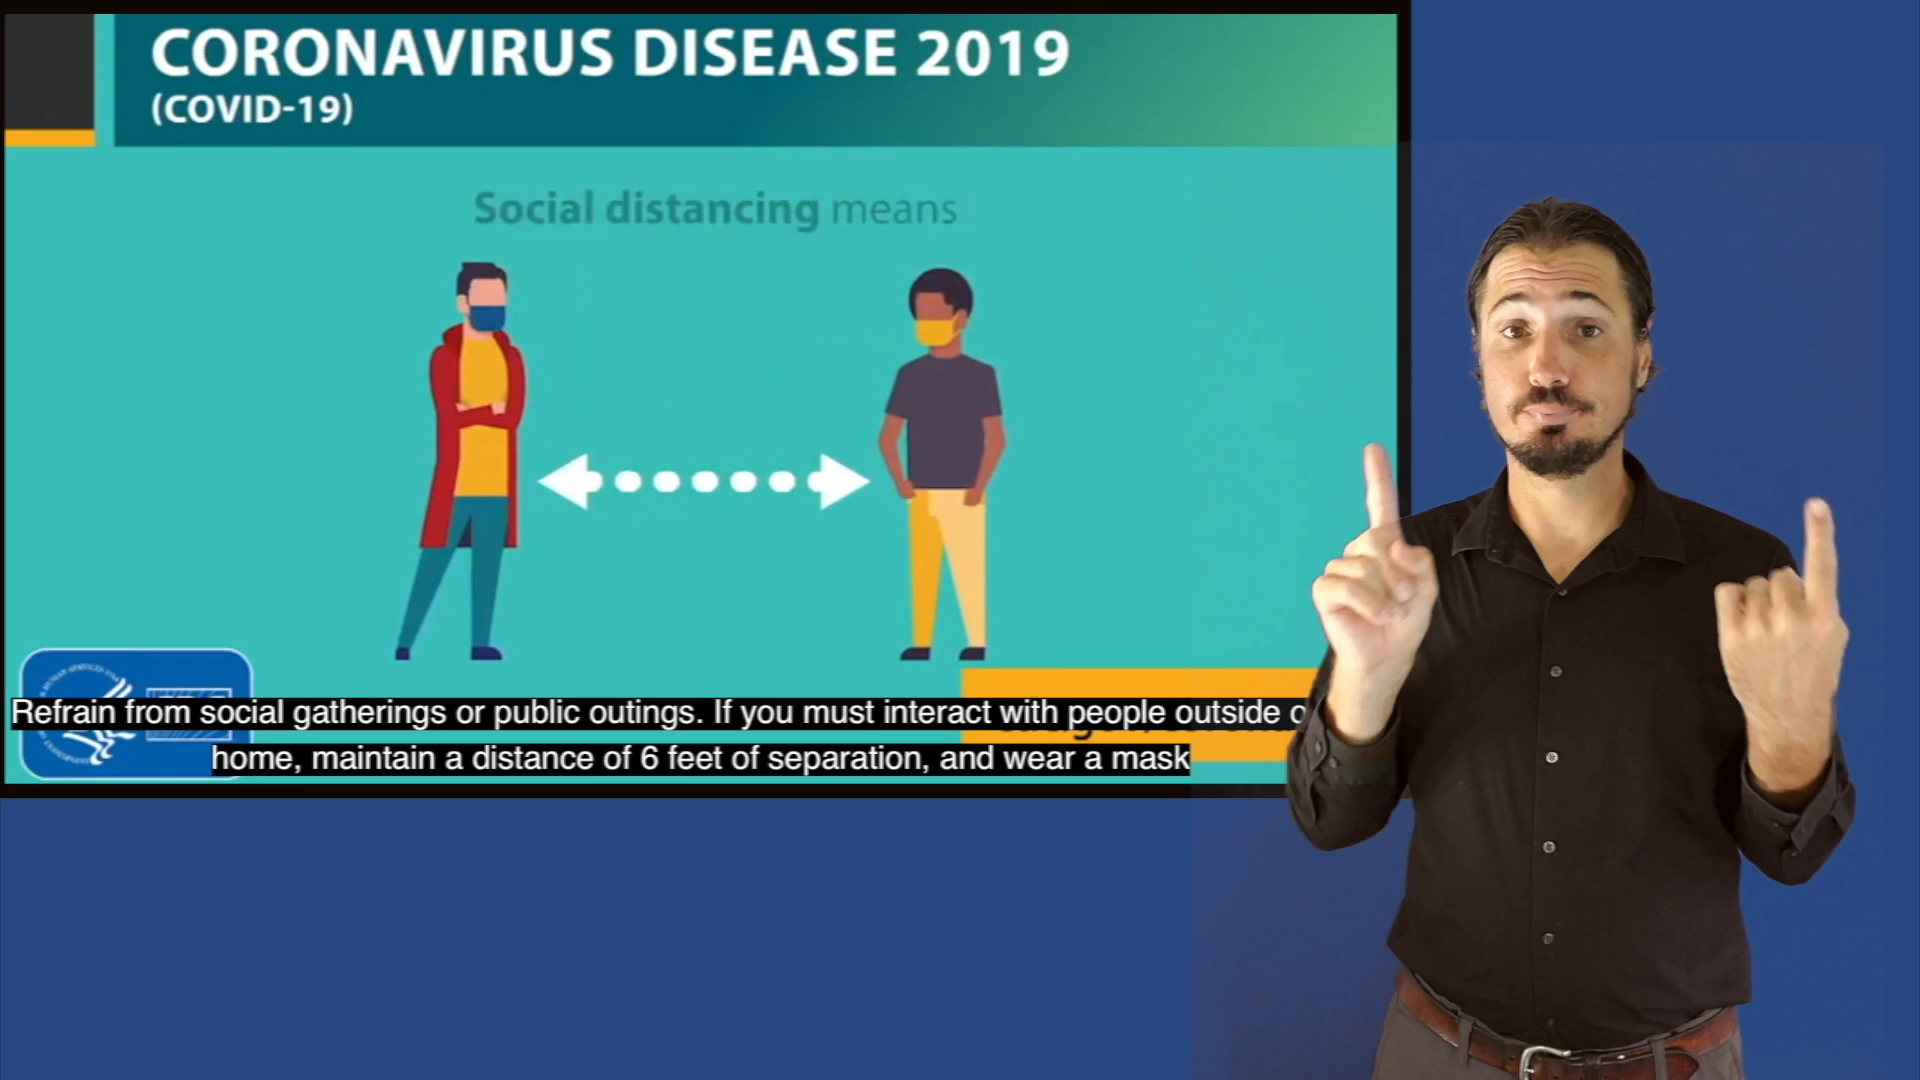 CORONAVIRUS DISEASE 2019
(COVID-19)
Social distancing means
Refrain from social gatherings or public outings. If you must interact with people outside
home, maintain a distance of 6 feet of separation, and wear a mask